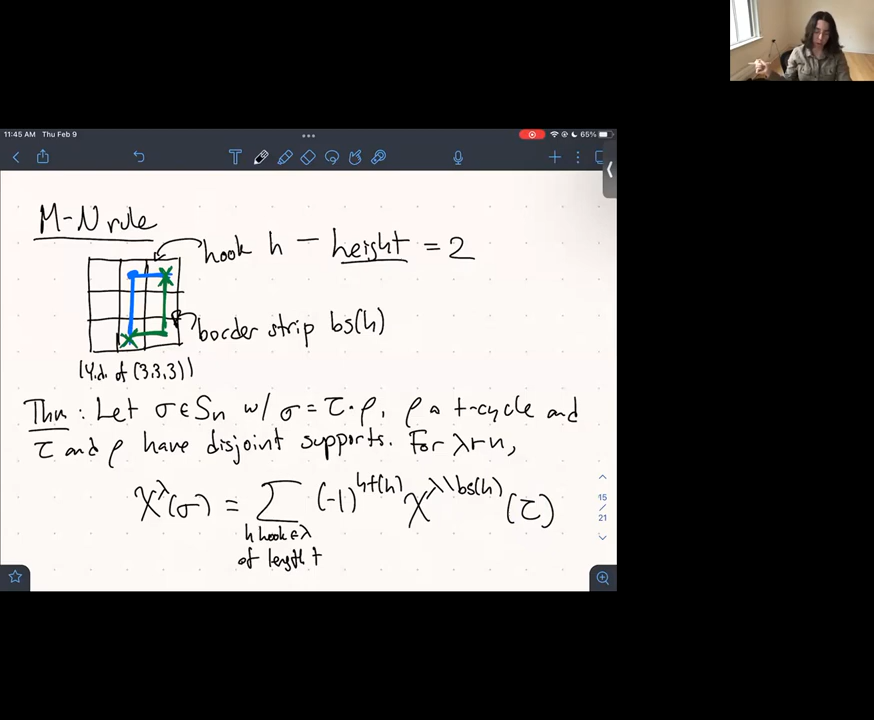 11:45 AM Thu Feb 9
65%
M-N rule
hook h - height = 2
border strip bs(h)
(Y.d. of (3,3,3))
Thm: Let σ∈Sn w/ σ = τ·ρ, ρ a t-cycle and
τ and ρ have disjoint supports. For λ⊢n,
χ^λ(σ) = ∑ (-1)^ht(h) χ^λ\bs(h) (τ)
h hook ∈ λ
of length t
15
21